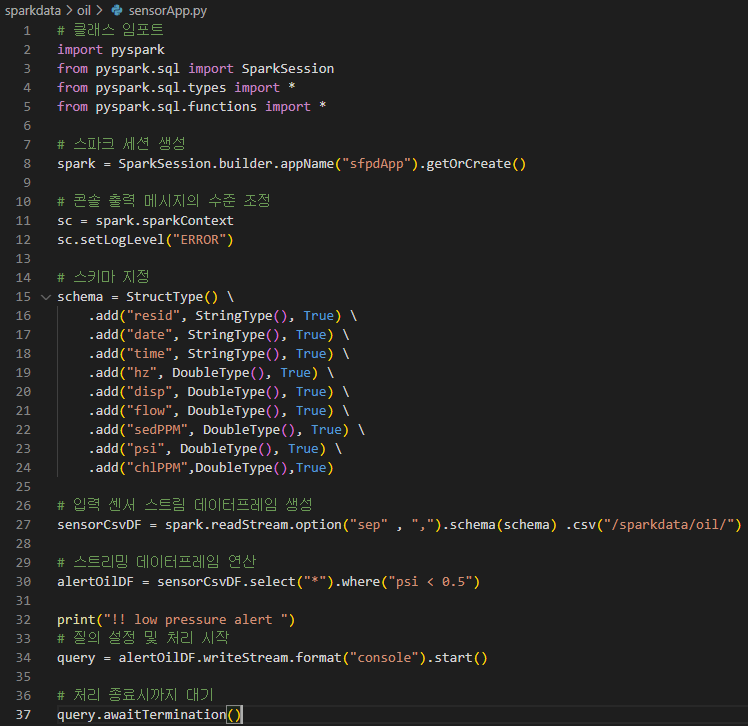 sparkdata > oil > sensorApp.py
1 # 클래스 임포트
2 import pyspark
3 from pyspark.sql import SparkSession
4 from pyspark.sql.types import *
5 from pyspark.sql.functions import *
6
7 # 스파크 세션 생성
8 spark = SparkSession.builder.appName("sfpdApp").getOrCreate()
9
10 # 콘솔 출력 메시지의 수준 조정
11 sc = spark.sparkContext
12 sc.setLogLevel("ERROR")
13
14 # 스키마 지정
15 schema = StructType() \
16 .add("resid", StringType(), True) \
17 .add("date", StringType(), True) \
18 .add("time", StringType(), True) \
19 .add("hz", DoubleType(), True) \
20 .add("disp", DoubleType(), True) \
21 .add("flow", DoubleType(), True) \
22 .add("sedPPM", DoubleType(), True) \
23 .add("psi", DoubleType(), True) \
24 .add("chlPPM",DoubleType(),True)
25
26 # 입력 센서 스트림 데이터프레임 생성
27 sensorCsvDF = spark.readStream.option("sep" , ",").schema(schema) .csv("/sparkdata/oil/")
28
29 # 스트리밍 데이터프레임 연산
30 alertOilDF = sensorCsvDF.select("*").where("psi < 0.5")
31
32 print("!! low pressure alert ")
33 # 질의 설정 및 처리 시작
34 query = alertOilDF.writeStream.format("console").start()
35
36 # 처리 종료시까지 대기
37 query.awaitTermination()